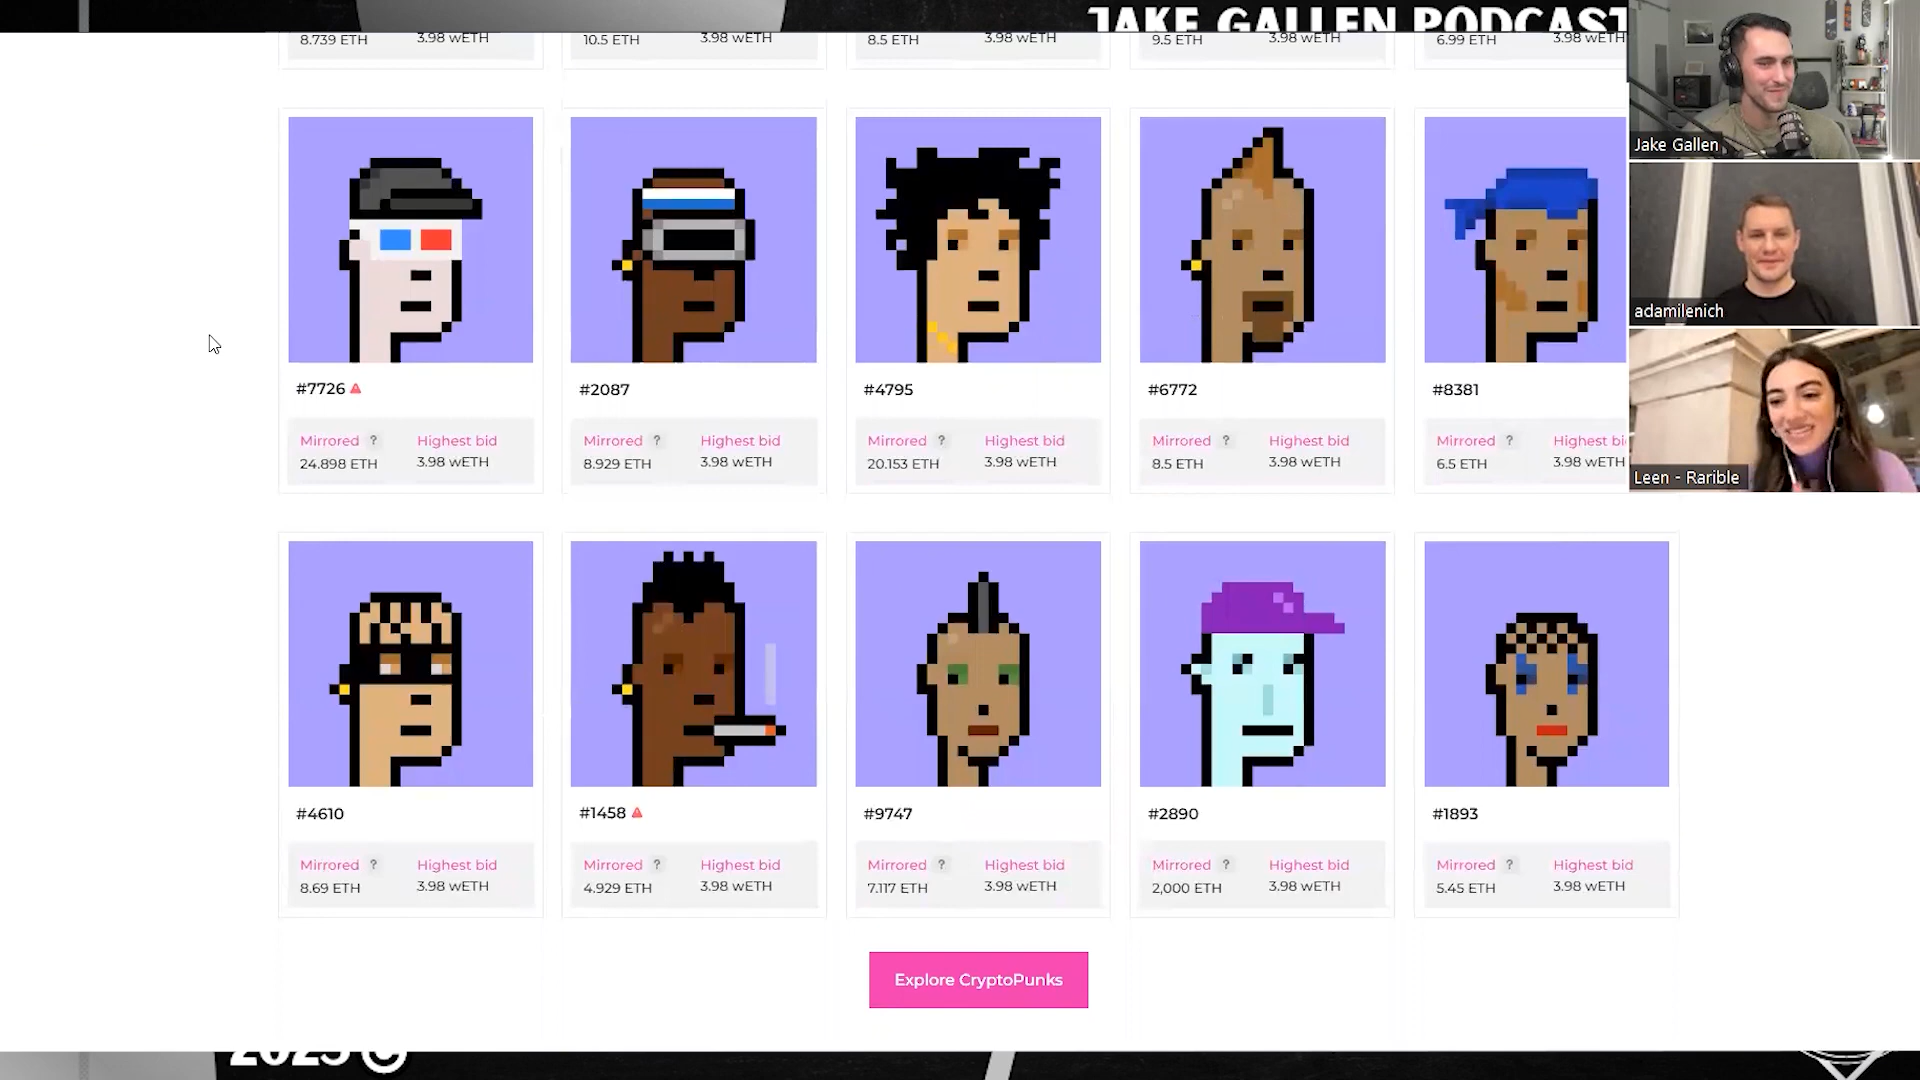 JAKE GALLEN PODCAST
8.739 ETH 3.98 wETH 10.5 ETH 3.98 wETH 8.5 ETH 3.98 wETH 9.5 ETH 3.98 wETH 6.99 ETH 3.98 wETH
Jake Gallen
adamilenich
#7726 #2087 #4795 #6772 #8381
Mirrored ? Highest bid Mirrored ? Highest bid Mirrored ? Highest bid Mirrored ? Highest bid Mirrored ? Highest bi
24.898 ETH 3.98 wETH 8.929 ETH 3.98 wETH 20.153 ETH 3.98 wETH 8.5 ETH 3.98 wETH 6.5 ETH 3.98 wETH
Leen - Rarible
#4610 #1458 #9747 #2890 #1893
Mirrored ? Highest bid Mirrored ? Highest bid Mirrored ? Highest bid Mirrored ? Highest bid Mirrored ? Highest bid
8.69 ETH 3.98 wETH 4.929 ETH 3.98 wETH 7.117 ETH 3.98 wETH 2,000 ETH 3.98 wETH 5.45 ETH 3.98 wETH
Explore CryptoPunks
2023 ©